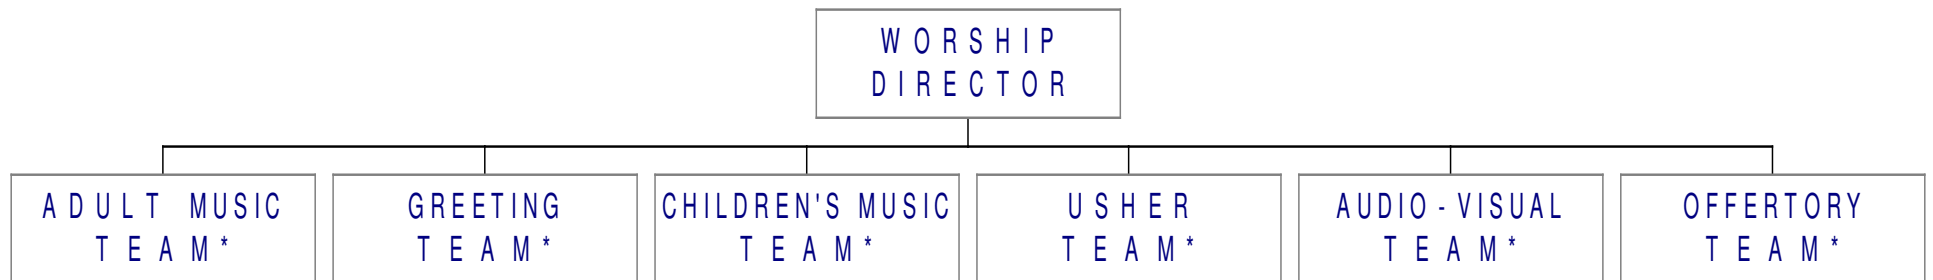 WORSHIP
DIRECTOR
ADULT MUSIC
TEAM*
GREETING
TEAM*
CHILDREN'S MUSIC
TEAM*
USHER
TEAM*
AUDIO-VISUAL
TEAM*
OFFERTORY
TEAM*